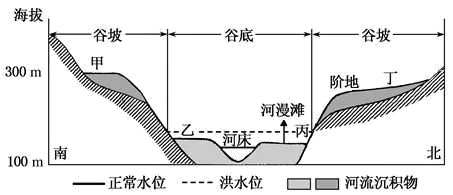 海拔
谷坡 谷底 谷坡
300 m 甲 阶地 丁
河漫滩
乙 河床 丙
100 m 南 北
正常水位 洪水位 河流沉积物